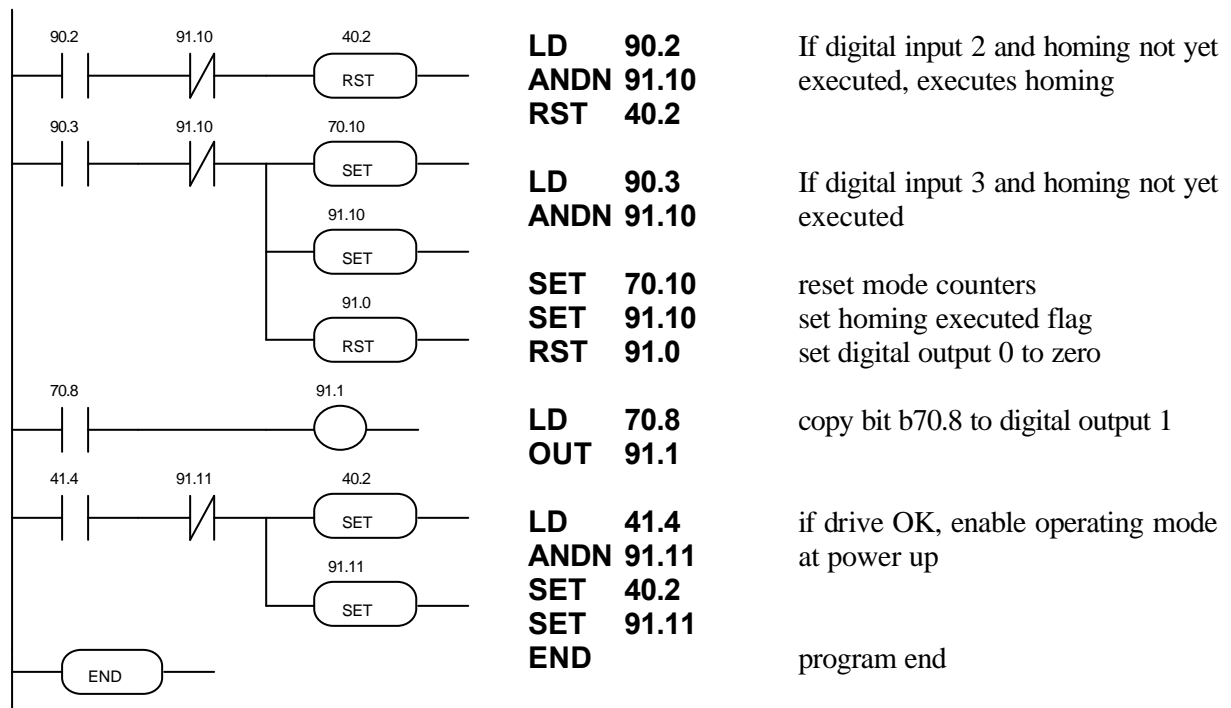 90.2 91.10 40.2
RST
90.3 91.10 70.10
SET
91.10
SET
91.0
RST
70.8 91.1
41.4 91.11 40.2
SET
91.11
SET
END
LD 90.2 If digital input 2 and homing not yet
ANDN 91.10 executed, executes homing
RST 40.2
LD 90.3 If digital input 3 and homing not yet
ANDN 91.10 executed
SET 70.10 reset mode counters
SET 91.10 set homing executed flag
RST 91.0 set digital output 0 to zero
LD 70.8 copy bit b70.8 to digital output 1
OUT 91.1
LD 41.4 if drive OK, enable operating mode
ANDN 91.11 at power up
SET 40.2
SET 91.11
END program end